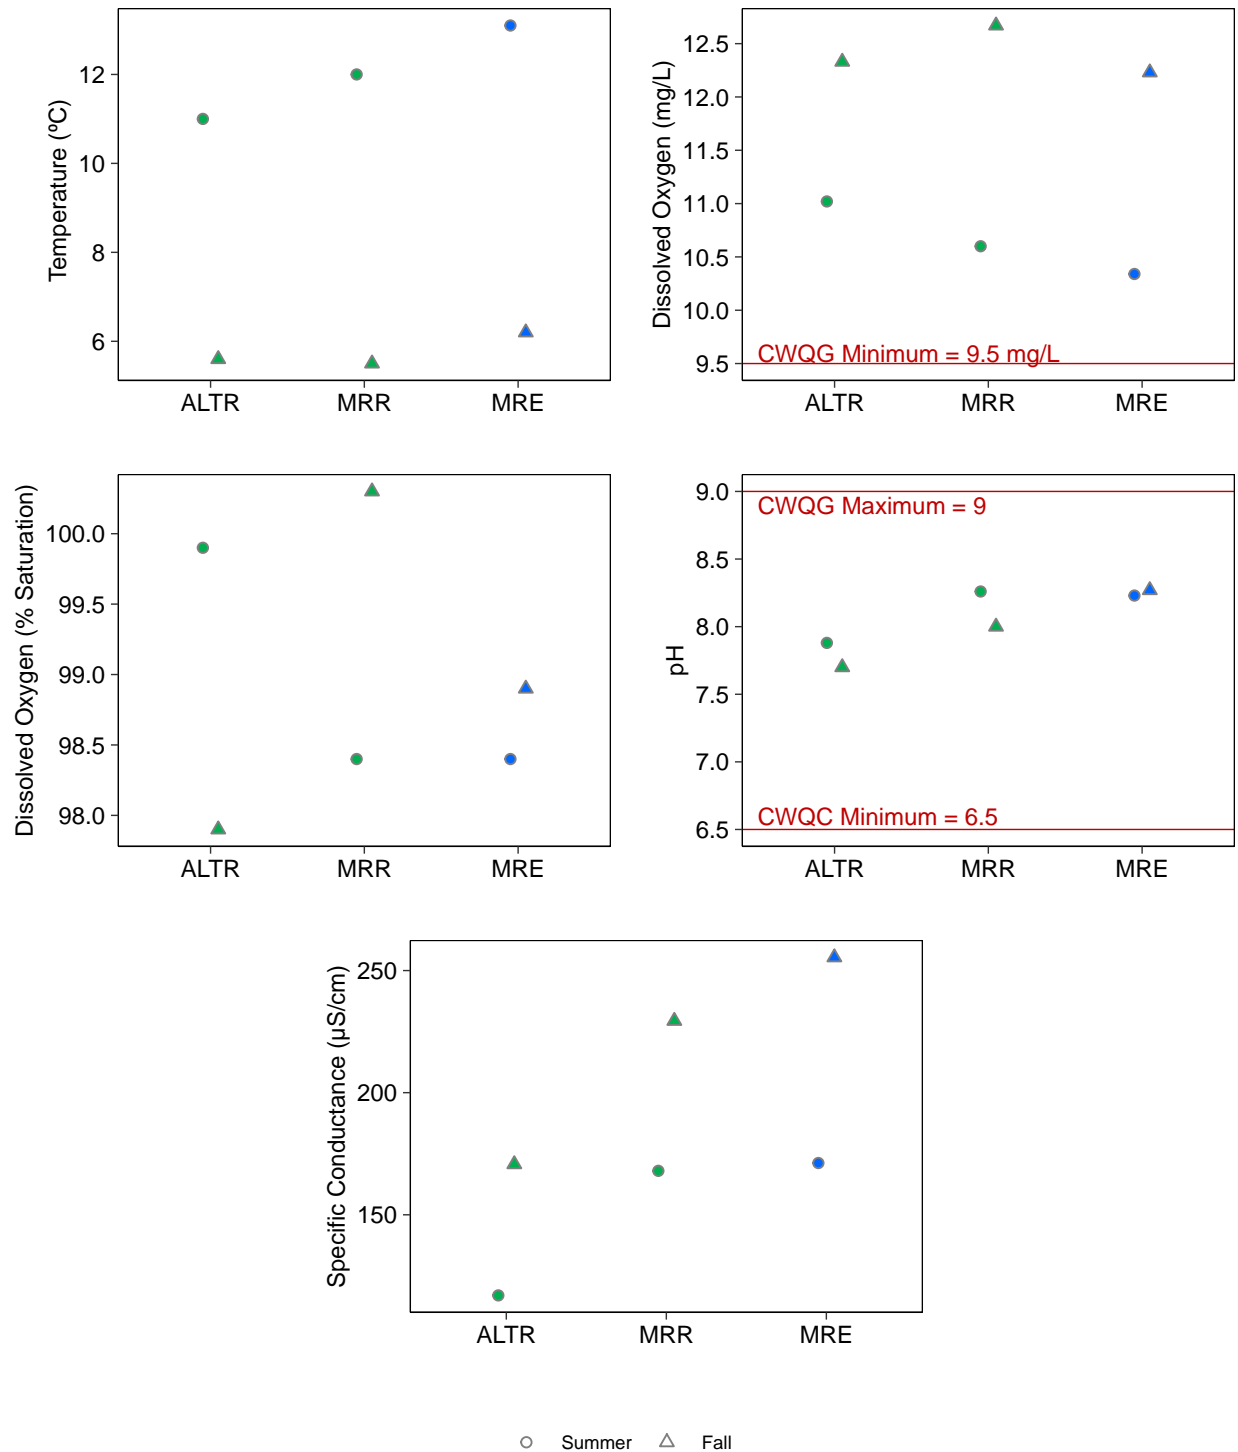 Temperature (ºC)
12
10
8
6
ALTR MRR MRE
Dissolved Oxygen (mg/L)
12.5
12.0
11.5
11.0
10.5
10.0
9.5
CWQG Minimum = 9.5 mg/L
ALTR MRR MRE
Dissolved Oxygen (% Saturation)
100.0
99.5
99.0
98.5
98.0
ALTR MRR MRE
pH
9.0
8.5
8.0
7.5
7.0
6.5
CWQG Maximum = 9
CWQC Minimum = 6.5
ALTR MRR MRE
Specific Conductance (µS/cm)
250
200
150
ALTR MRR MRE
Summer Fall